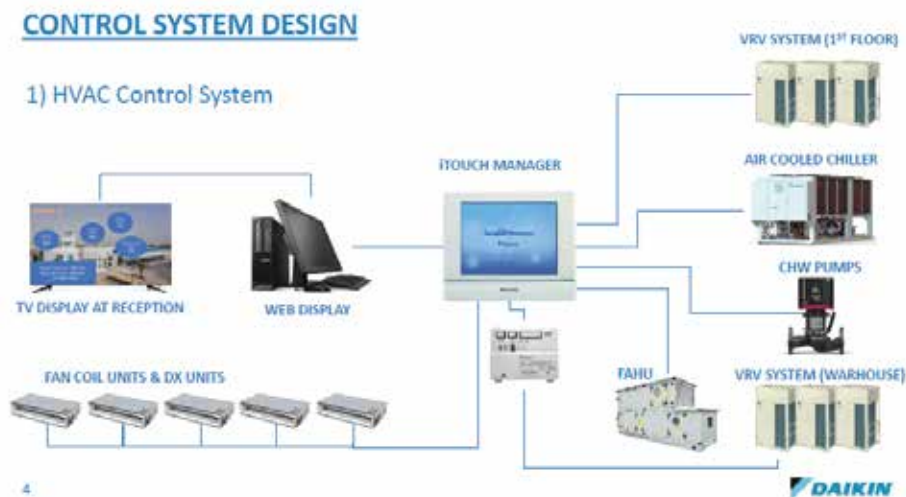 CONTROL SYSTEM DESIGN
VRV SYSTEM (1ST FLOOR)
1) HVAC Control System
iTOUCH MANAGER
AIR COOLED CHILLER
CHW PUMPS
TV DISPLAY AT RECEPTION
WEB DISPLAY
FAN COIL UNITS & DX UNITS
FAHU
VRV SYSTEM (WARHOUSE)
4
DAIKIN